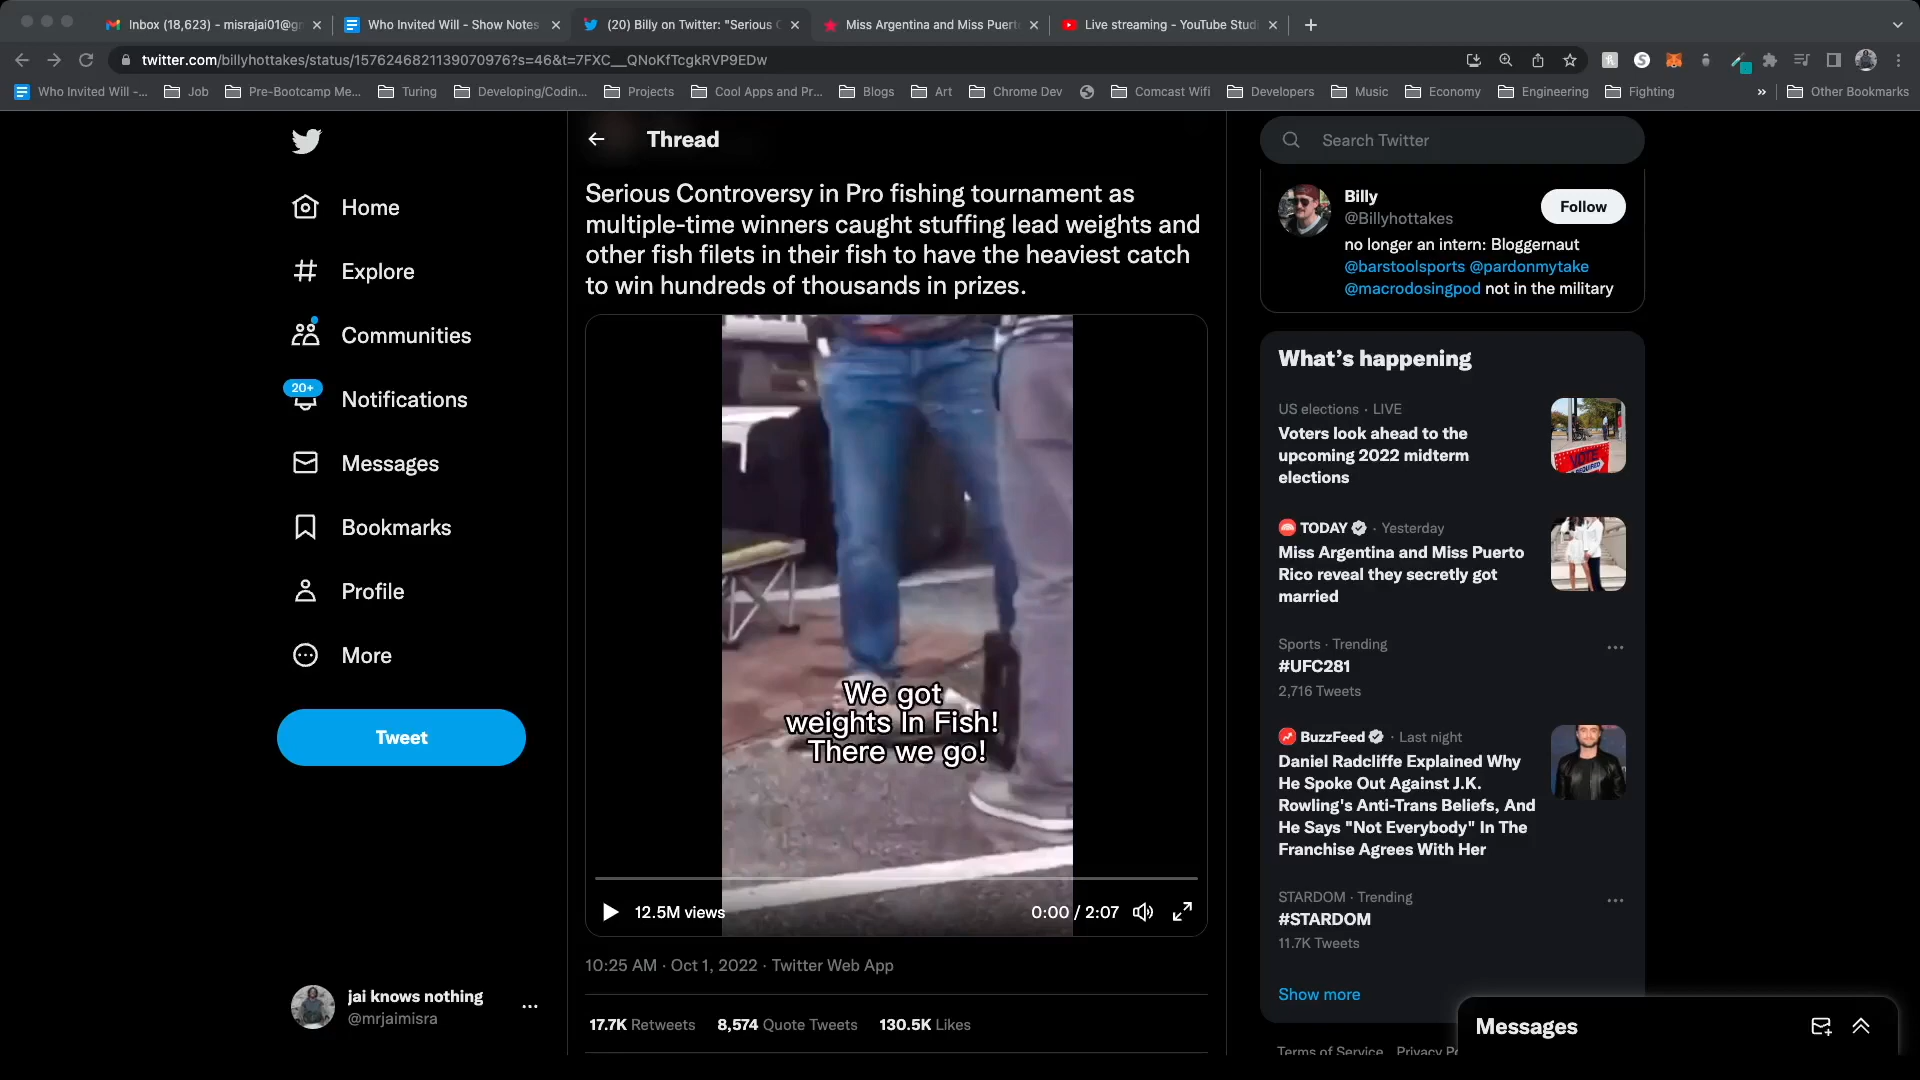 Inbox (18,623) - misrajai01@gm
Who Invited Will - Show Notes
(20) Billy on Twitter: "Serious C
Miss Argentina and Miss Puert
Live streaming - YouTube Studi
twitter.com/billyhottakes/status/1576246821139070976?s=46&t=7FXC__QNoKfTcgkRVP9EDw
Who Invited Will -...
Job
Pre-Bootcamp Me...
Turing
Developing/Codin...
Projects
Cool Apps and Pr...
Blogs
Art
Chrome Dev
Comcast Wifi
Developers
Music
Economy
Engineering
Fighting
»
Other Bookmarks
Home
Explore
Communities
20+
Notifications
Messages
Bookmarks
Profile
More
Tweet
jai knows nothing
@mrjaimisra
Thread
Serious Controversy in Pro fishing tournament as
multiple-time winners caught stuffing lead weights and
other fish filets in their fish to have the heaviest catch
to win hundreds of thousands in prizes.
We got
weights In Fish!
There we go!
12.5M views
0:00 / 2:07
10:25 AM · Oct 1, 2022 · Twitter Web App
17.7K Retweets 8,574 Quote Tweets 130.5K Likes
Search Twitter
Billy
@Billyhottakes
Follow
no longer an intern: Bloggernaut
@barstoolsports @pardonmytake
@macrodosingpod not in the military
What's happening
US elections · LIVE
Voters look ahead to the
upcoming 2022 midterm
elections
VOTE
TODAY · Yesterday
Miss Argentina and Miss Puerto
Rico reveal they secretly got
married
Sports · Trending
#UFC281
2,716 Tweets
BuzzFeed · Last night
Daniel Radcliffe Explained Why
He Spoke Out Against J.K.
Rowling's Anti-Trans Beliefs, And
He Says "Not Everybody" In The
Franchise Agrees With Her
STARDOM · Trending
#STARDOM
11.7K Tweets
Show more
Terms of Service Privacy Po
Messages